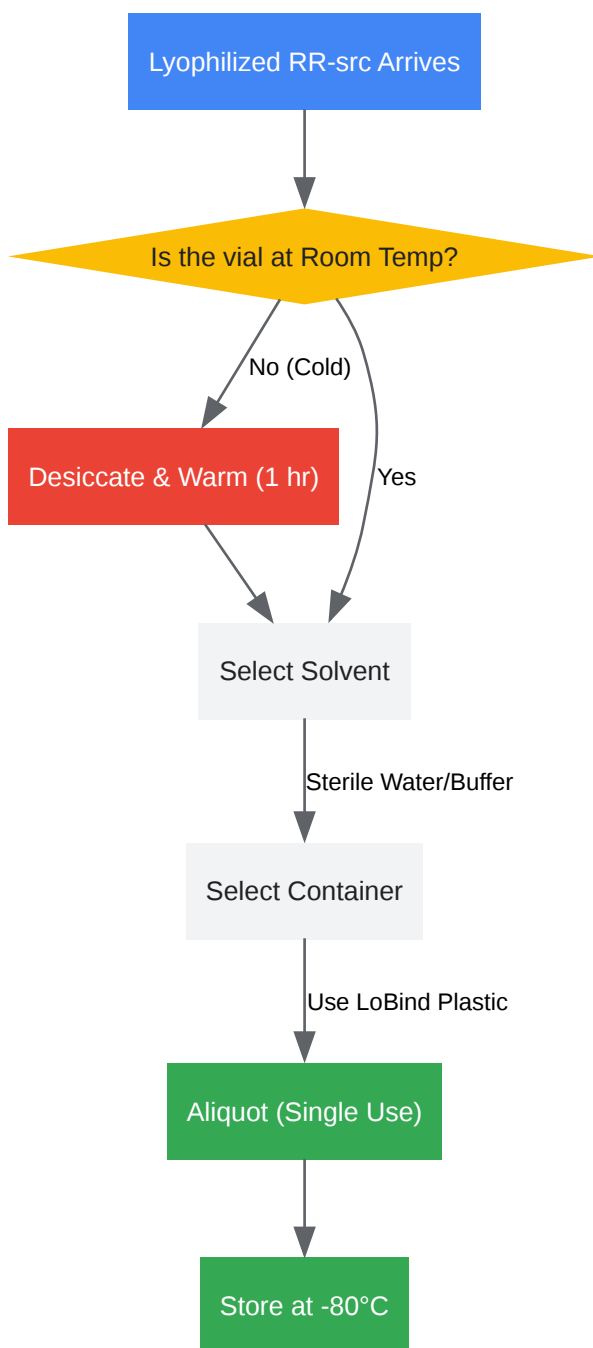 Lyophilized RR-src Arrives
Is the vial at Room Temp?
No (Cold)
Desiccate & Warm (1 hr)
Yes
Select Solvent
Sterile Water/Buffer
Select Container
Use LoBind Plastic
Aliquot (Single Use)
Store at -80°C